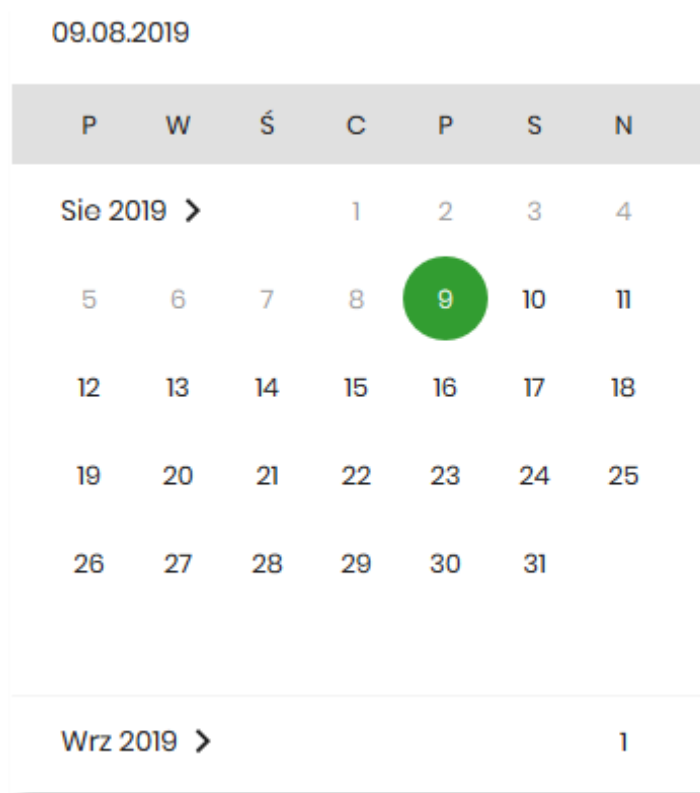 09.08.2019
P W Ś C P S N
Sie 2019 > 1 2 3 4
5 6 7 8 9 10 11
12 13 14 15 16 17 18
19 20 21 22 23 24 25
26 27 28 29 30 31
Wrz 2019 > 1